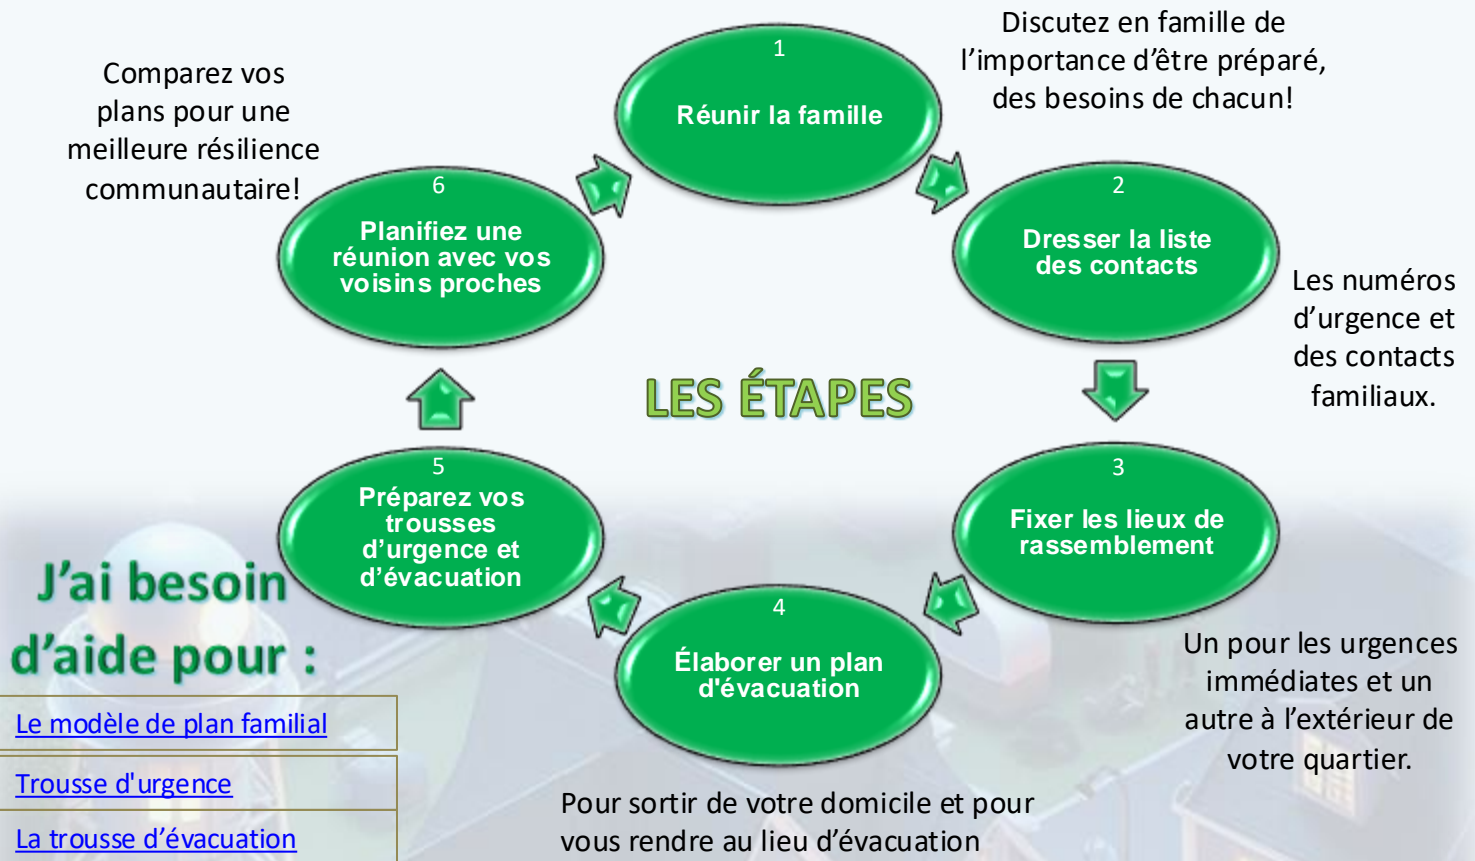 1
Réunir la famille
Discutez en famille de
l’importance d’être préparé,
des besoins de chacun!
2
Dresser la liste
des contacts
Les numéros
d’urgence et
des contacts
familiaux.
3
Fixer les lieux de
rassemblement
Un pour les urgences
immédiates et un
autre à l’extérieur de
votre quartier.
4
Élaborer un plan
d'évacuation
Pour sortir de votre domicile et pour
vous rendre au lieu d’évacuation
5
Préparez vos
trousses
d’urgence et
d’évacuation
6
Planifiez une
réunion avec vos
voisins proches
Comparez vos
plans pour une
meilleure résilience
communautaire!
LES ÉTAPES
J’ai besoin
d’aide pour :
Le modèle de plan familial
Trousse d'urgence
La trousse d’évacuation